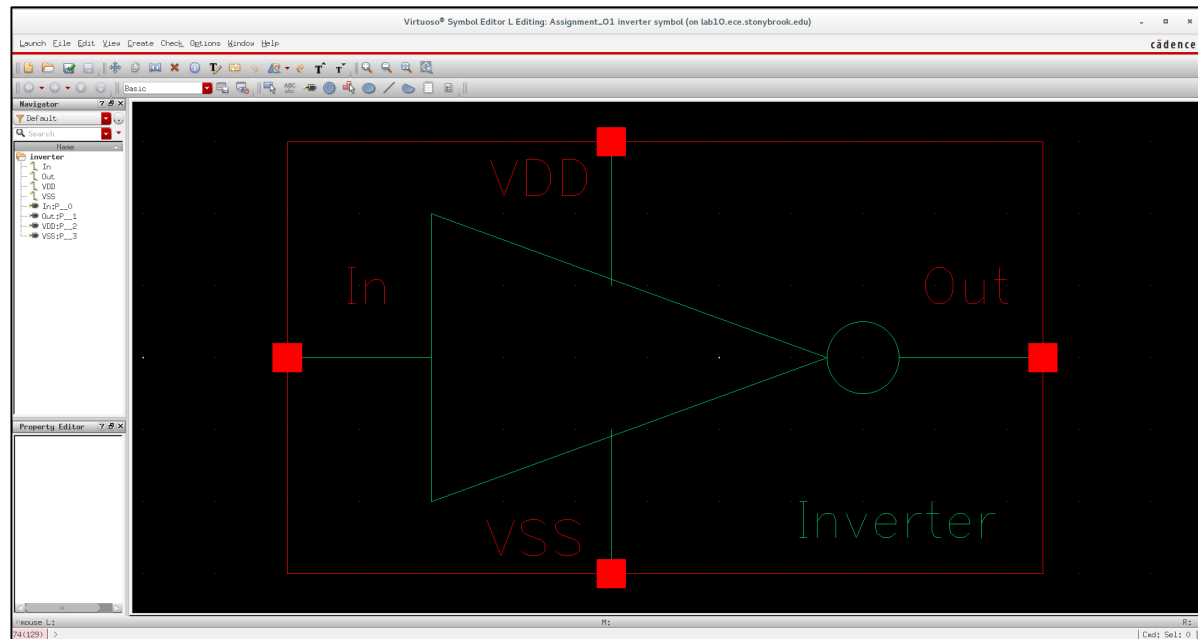 Virtuoso® Symbol Editor L Editing: Assignment_01 inverter symbol (on lab10.ece.stonybrook.edu)
Launch File Edit View Create Check Options Window Help
cādence
Basic
Navigator
Default
Search
Name
inverter
In
Out
VDD
VSS
In:P__0
Out:P__1
VDD:P__2
VSS:P__3
Property Editor
VDD
In
Out
VSS
Inverter
mouse L:
M:
R:
74(129) >
Cmd: Sel: 0